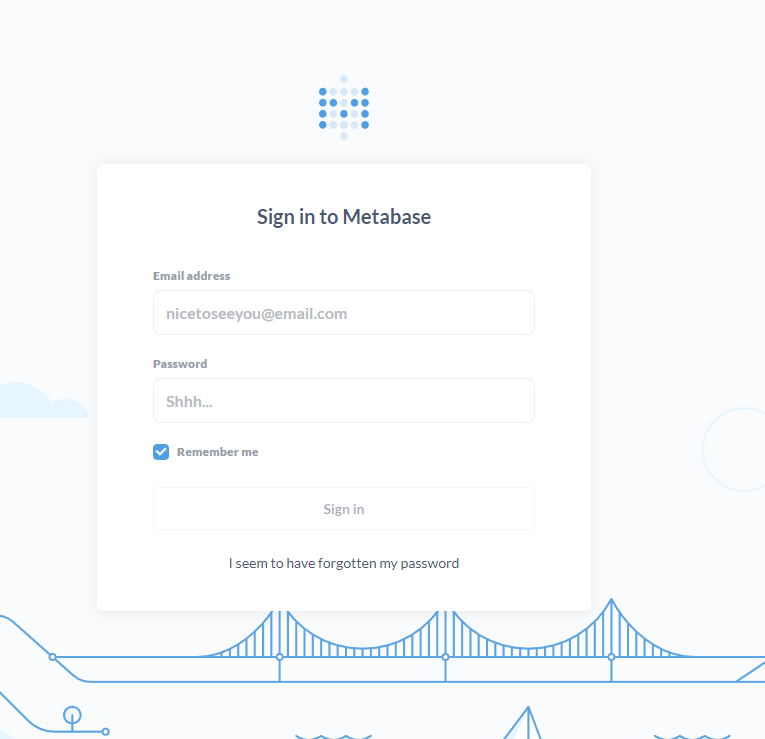 Sign in to Metabase
Email address
nicetoseeyou@email.com
Password
Shhh...
Remember me
Sign in
I seem to have forgotten my password